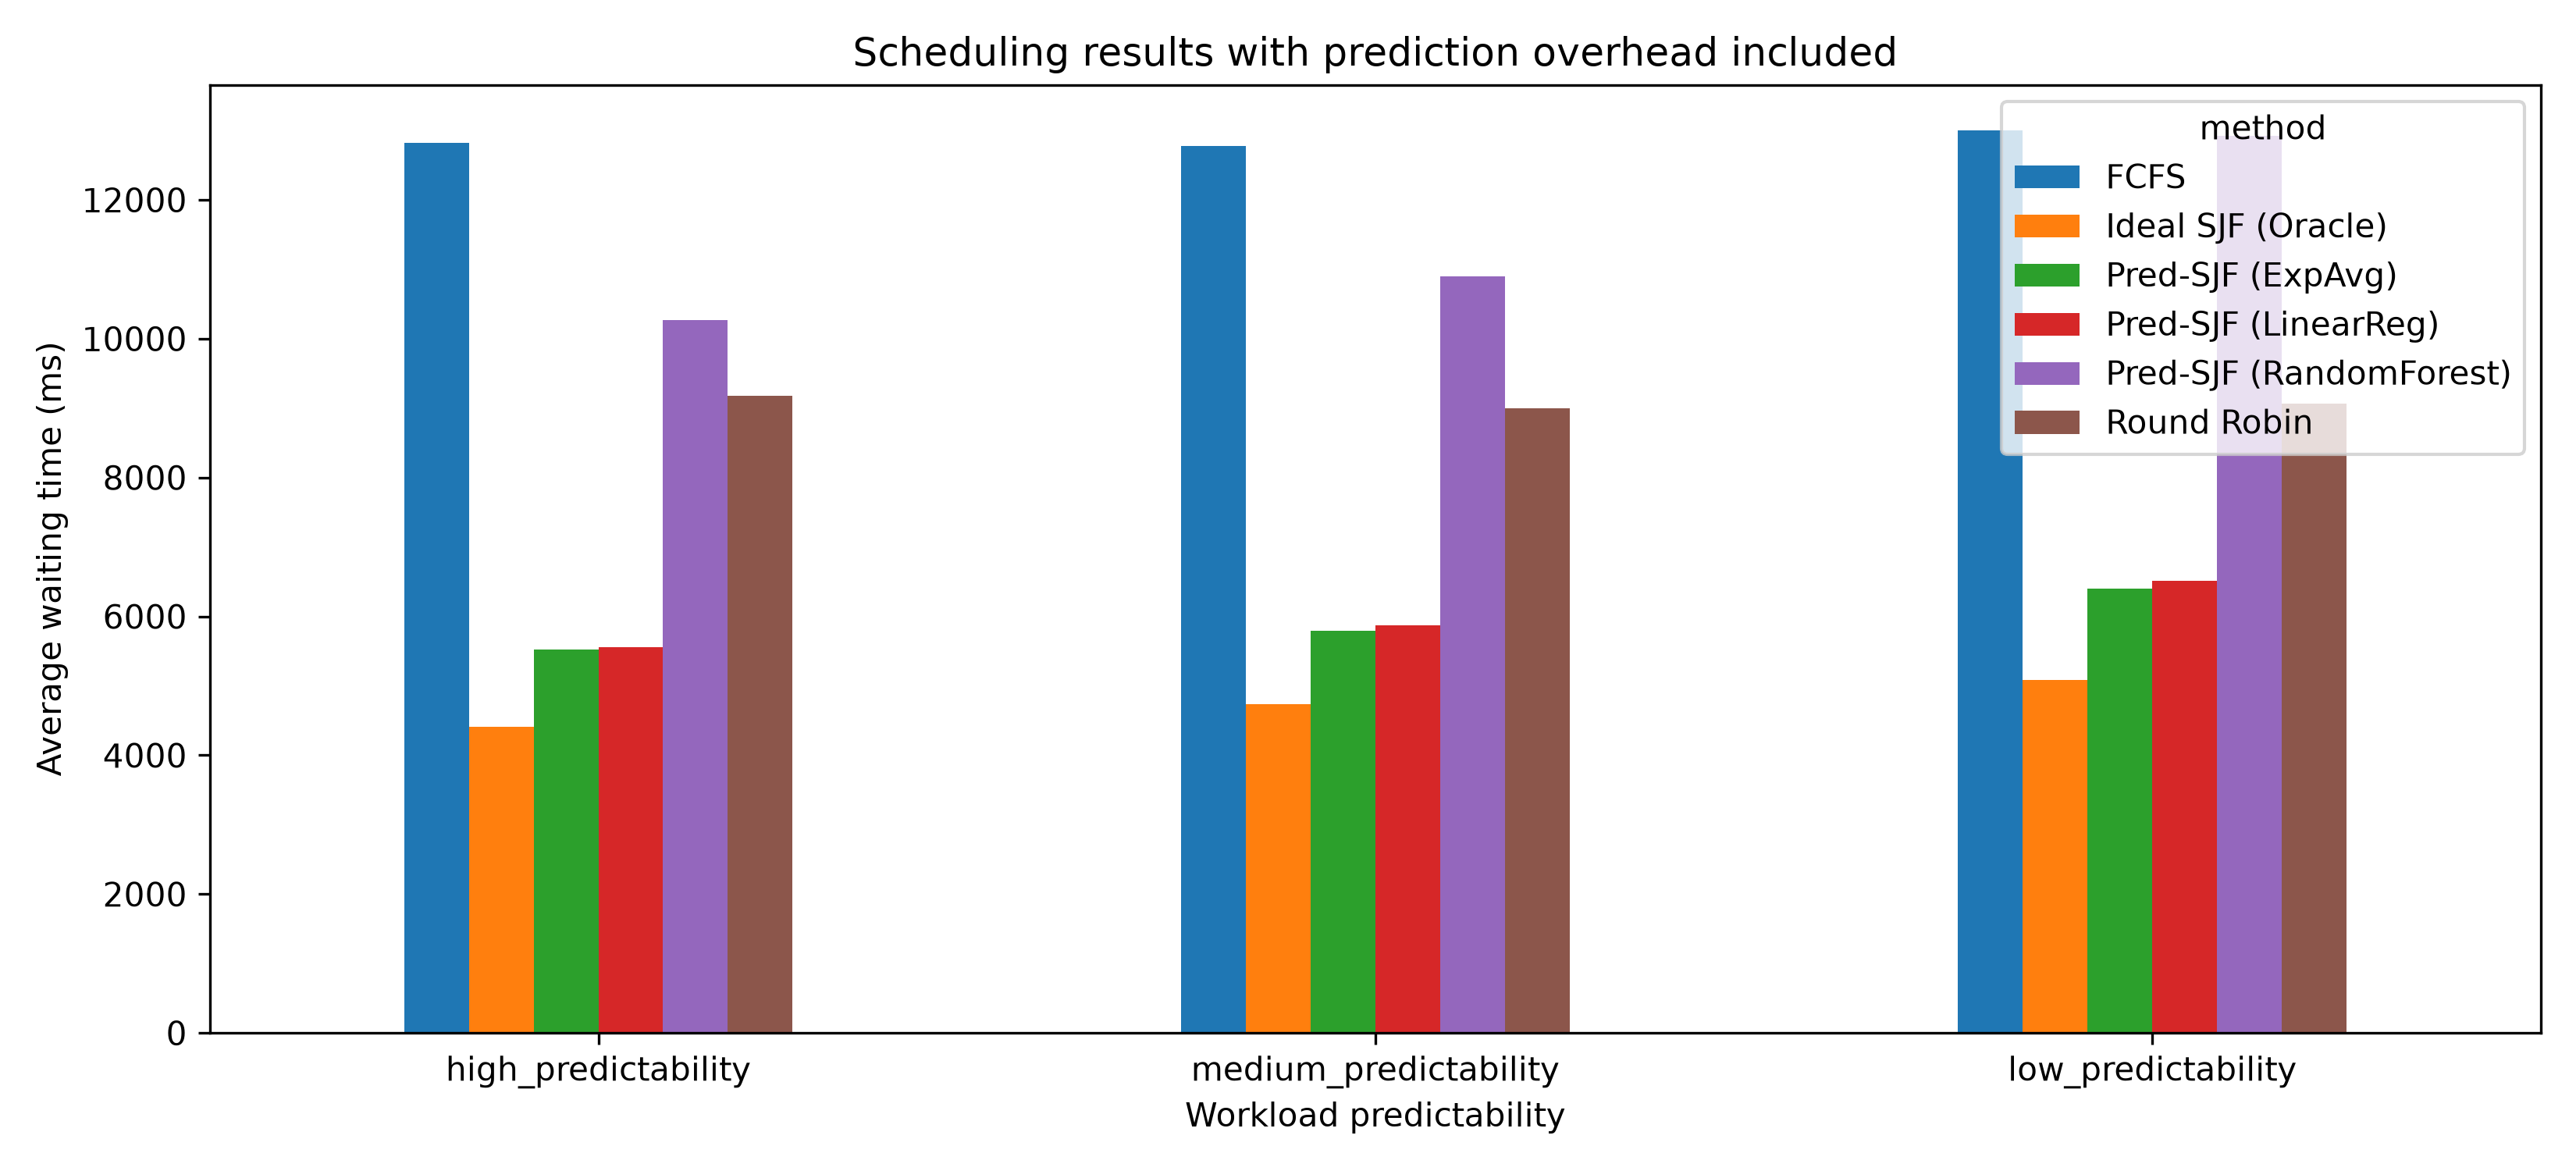 Scheduling results with prediction overhead included
Average waiting time (ms)
12000
10000
8000
6000
4000
2000
0
method
FCFS
Ideal SJF (Oracle)
Pred-SJF (ExpAvg)
Pred-SJF (LinearReg)
Pred-SJF (RandomForest)
Round Robin
high_predictability
medium_predictability
low_predictability
Workload predictability